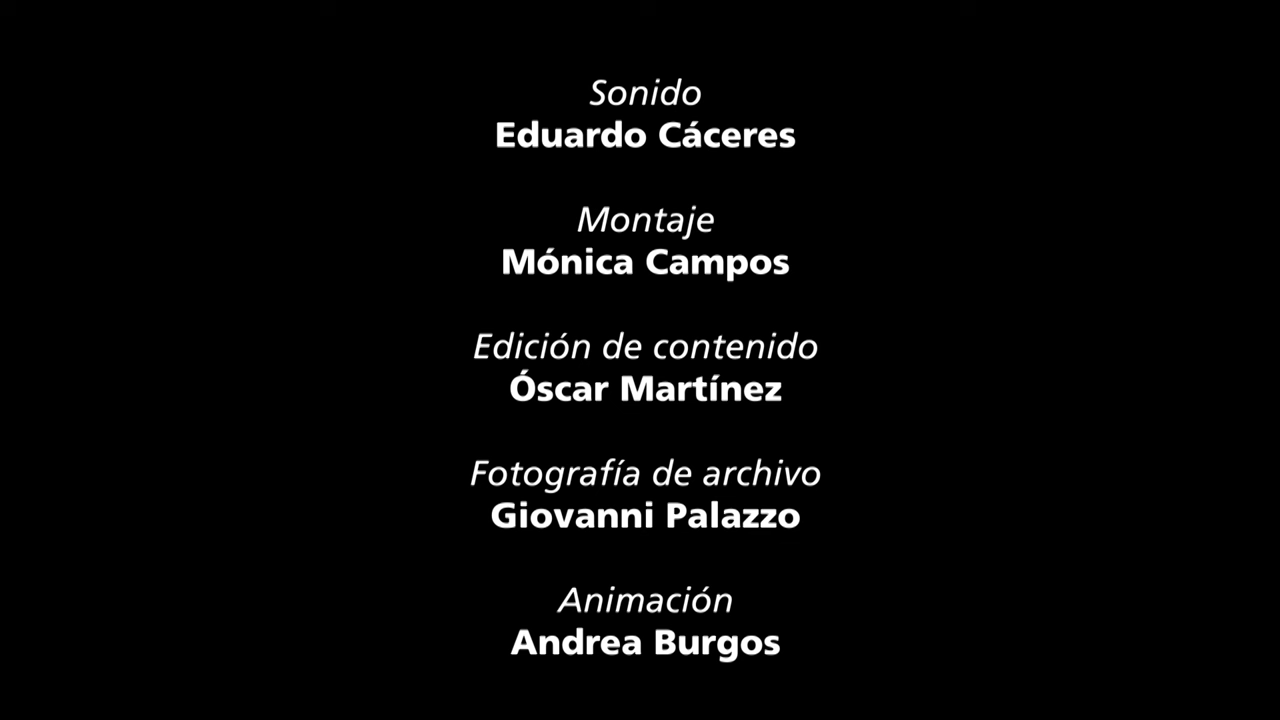 Sonido
Eduardo Cáceres
Montaje
Mónica Campos
Edición de contenido
Óscar Martínez
Fotografía de archivo
Giovanni Palazzo
Animación
Andrea Burgos